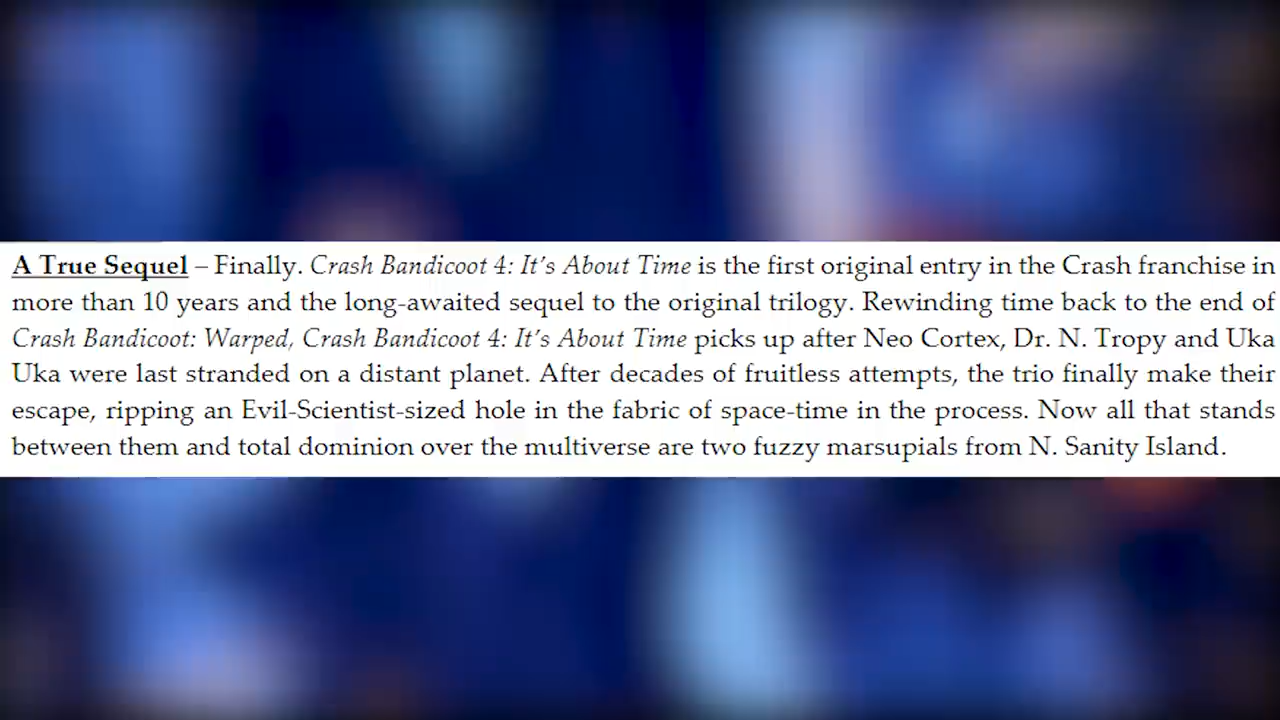 A True Sequel – Finally. Crash Bandicoot 4: It’s About Time is the first original entry in the Crash franchise in
more than 10 years and the long-awaited sequel to the original trilogy. Rewinding time back to the end of
Crash Bandicoot: Warped, Crash Bandicoot 4: It’s About Time picks up after Neo Cortex, Dr. N. Tropy and Uka
Uka were last stranded on a distant planet. After decades of fruitless attempts, the trio finally make their
escape, ripping an Evil-Scientist-sized hole in the fabric of space-time in the process. Now all that stands
between them and total dominion over the multiverse are two fuzzy marsupials from N. Sanity Island.